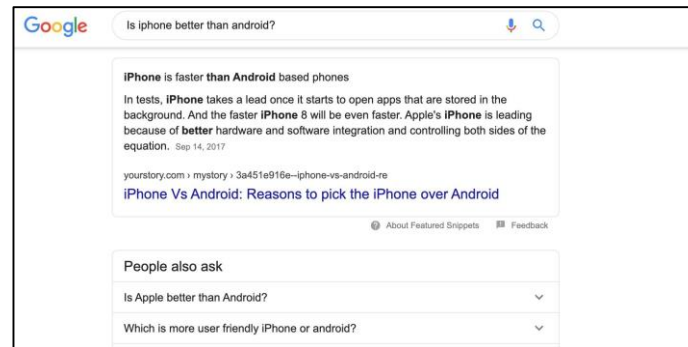 Google
Is iphone better than android?
iPhone is faster than Android based phones
In tests, iPhone takes a lead once it starts to open apps that are stored in the
background. And the faster iPhone 8 will be even faster. Apple's iPhone is leading
because of better hardware and software integration and controlling both sides of the
equation. Sep 14, 2017
yourstory.com › mystory › 3a451e916e--iphone-vs-android-re
iPhone Vs Android: Reasons to pick the iPhone over Android
About Featured Snippets Feedback
People also ask
Is Apple better than Android?
Which is more user friendly iPhone or android?